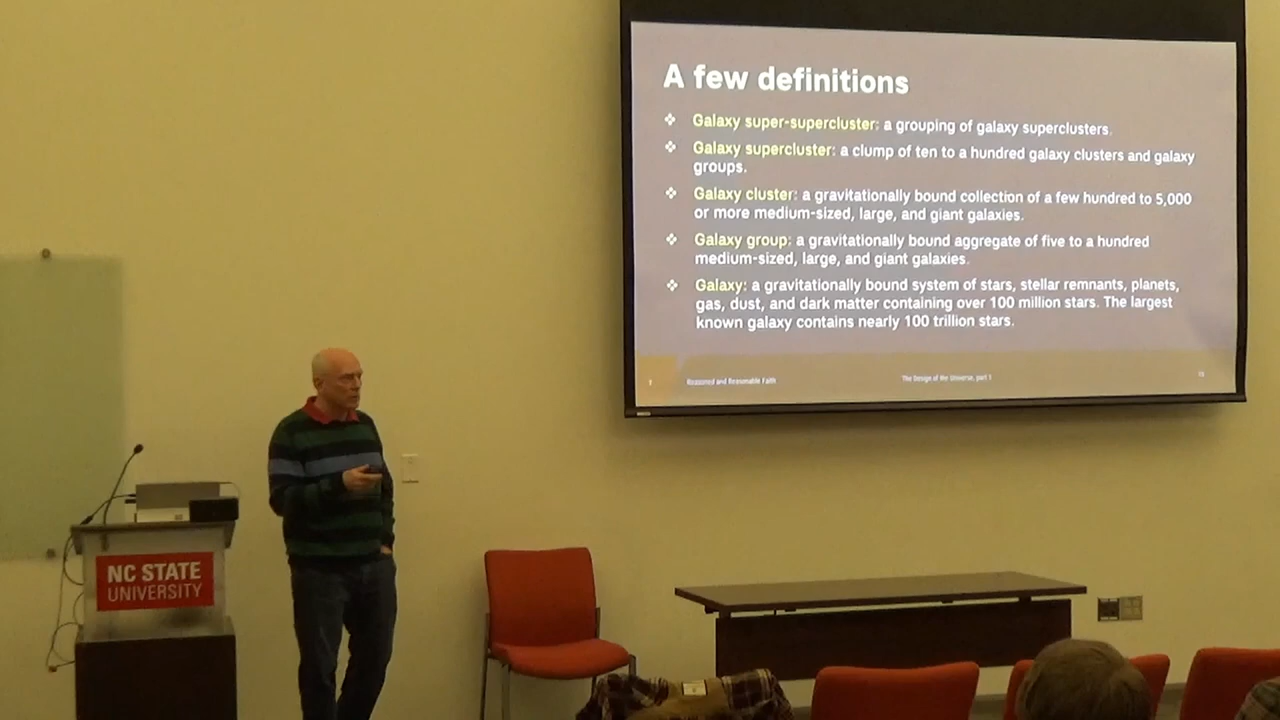 A few definitions
❖ Galaxy super-supercluster: a grouping of galaxy superclusters.
❖ Galaxy supercluster: a clump of ten to a hundred galaxy clusters and galaxy
groups.
❖ Galaxy cluster: a gravitationally bound collection of a few hundred to 5,000
or more medium-sized, large, and giant galaxies.
❖ Galaxy group: a gravitationally bound aggregate of five to a hundred
medium-sized, large, and giant galaxies.
❖ Galaxy: a gravitationally bound system of stars, stellar remnants, planets,
gas, dust, and dark matter containing over 100 million stars. The largest
known galaxy contains nearly 100 trillion stars.
Reasoned and Reasonable Faith
The Design of the Universe, part 1
NC STATE
UNIVERSITY